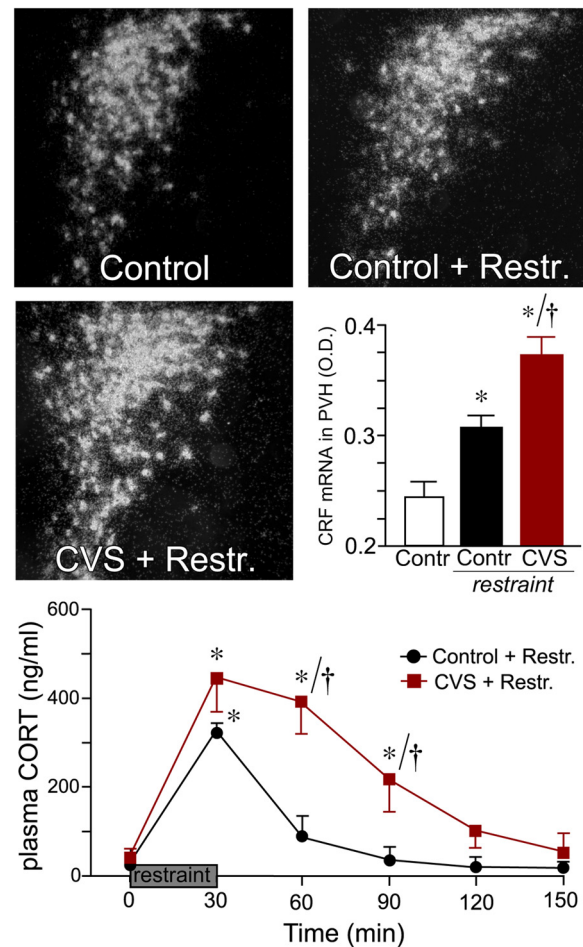 Control
Control + Restr.
CVS + Restr.
CRF mRNA in PVH (O.D.)
0.4
0.3
0.2
*
*/†
Contr
Contr
CVS
restraint
plasma CORT (ng/ml)
600
400
200
0
*
*
*/†
*/†
Control + Restr.
CVS + Restr.
restraint
0
30
60
90
120
150
Time (min)